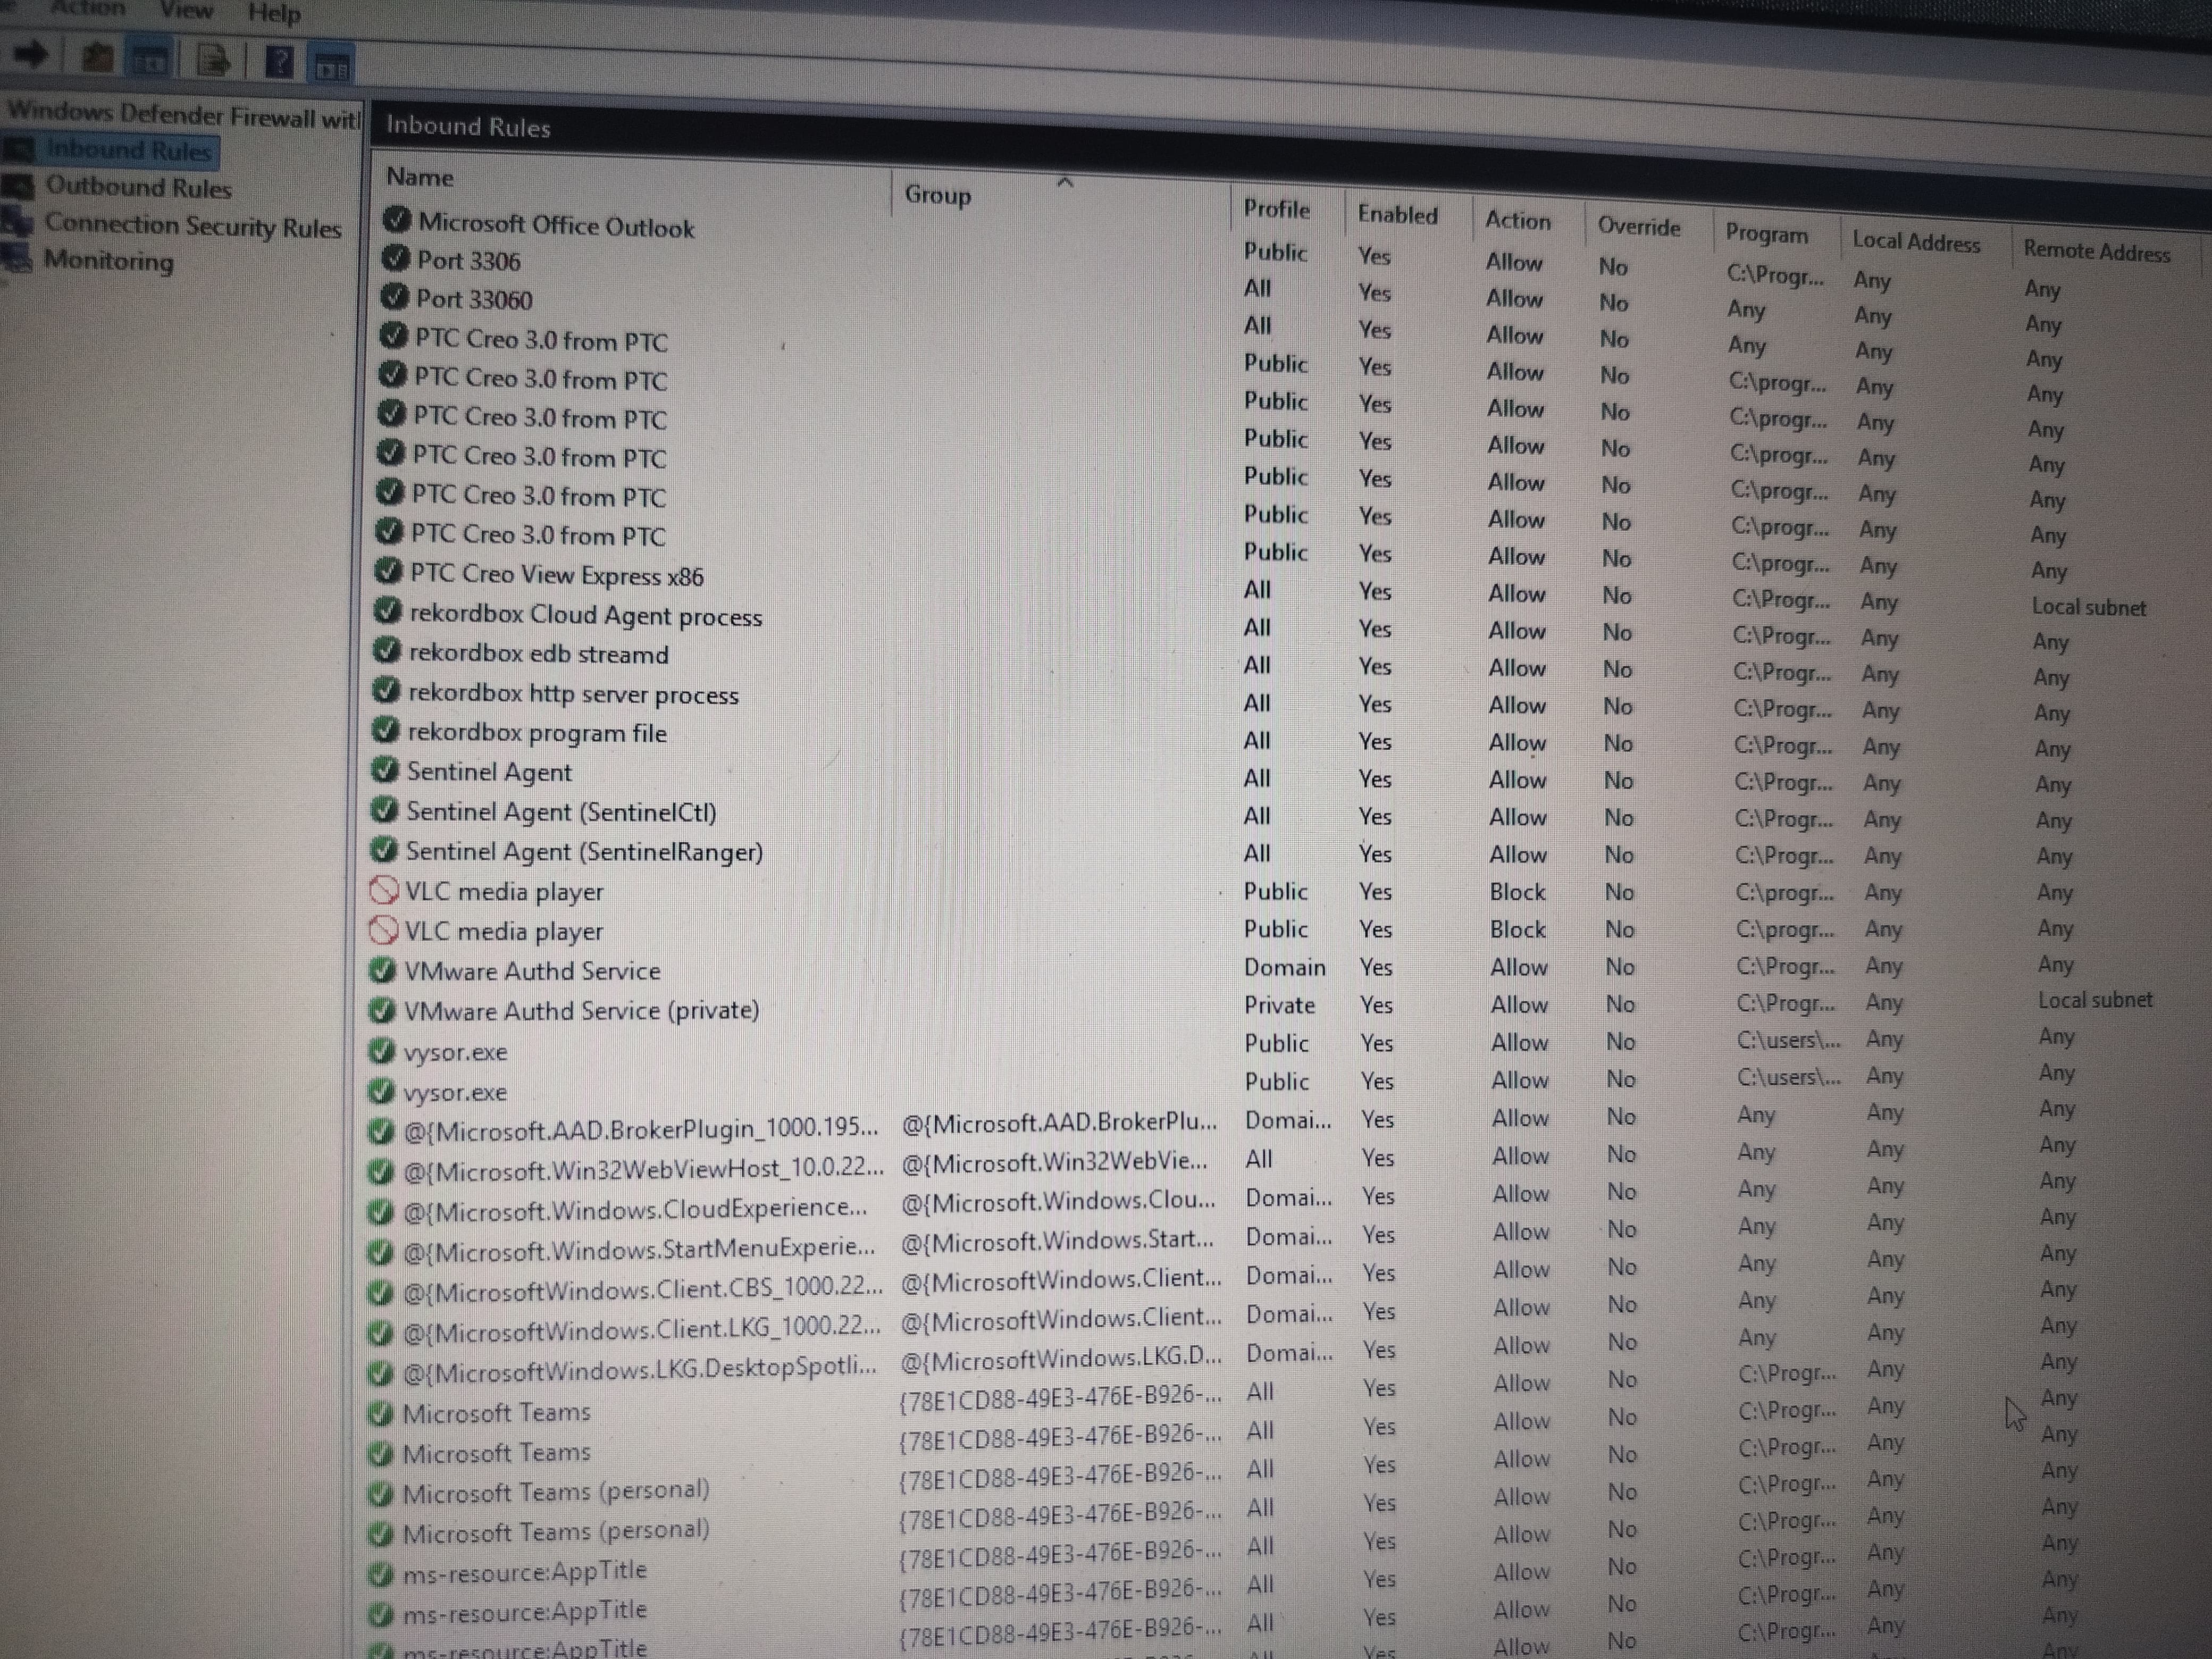 Action View Help
Windows Defender Firewall with
Inbound Rules
Outbound Rules
Connection Security Rules
Monitoring
Inbound Rules
Name Group Profile Enabled Action Override Program Local Address Remote Address
Microsoft Office Outlook Public Yes Allow No C:\Progr... Any Any
Port 3306 All Yes Allow No Any Any Any
Port 33060 All Yes Allow No Any Any Any
PTC Creo 3.0 from PTC Public Yes Allow No C:\progr... Any Any
PTC Creo 3.0 from PTC Public Yes Allow No C:\progr... Any Any
PTC Creo 3.0 from PTC Public Yes Allow No C:\progr... Any Any
PTC Creo 3.0 from PTC Public Yes Allow No C:\progr... Any Any
PTC Creo 3.0 from PTC Public Yes Allow No C:\progr... Any Any
PTC Creo 3.0 from PTC Public Yes Allow No C:\progr... Any Any
PTC Creo View Express x86 All Yes Allow No C:\Progr... Any Local subnet
rekordbox Cloud Agent process All Yes Allow No C:\Progr... Any Any
rekordbox edb streamd All Yes Allow No C:\Progr... Any Any
rekordbox http server process All Yes Allow No C:\Progr... Any Any
rekordbox program file All Yes Allow No C:\Progr... Any Any
Sentinel Agent All Yes Allow No C:\Progr... Any Any
Sentinel Agent (SentinelCtl) All Yes Allow No C:\Progr... Any Any
Sentinel Agent (SentinelRanger) All Yes Allow No C:\Progr... Any Any
VLC media player Public Yes Block No C:\progr... Any Any
VLC media player Public Yes Block No C:\progr... Any Any
VMware Authd Service Domain Yes Allow No C:\Progr... Any Any
VMware Authd Service (private) Private Yes Allow No C:\Progr... Any Local subnet
vysor.exe Public Yes Allow No C:\users\... Any Any
vysor.exe Public Yes Allow No C:\users\... Any Any
@{Microsoft.AAD.BrokerPlugin_1000.195... @{Microsoft.AAD.BrokerPlu... Domai... Yes Allow No Any Any Any
@{Microsoft.Win32WebViewHost_10.0.22... @{Microsoft.Win32WebVie... All Yes Allow No Any Any Any
@{Microsoft.Windows.CloudExperience... @{Microsoft.Windows.Clou... Domai... Yes Allow No Any Any Any
@{Microsoft.Windows.StartMenuExperie... @{Microsoft.Windows.Start... Domai... Yes Allow No Any Any Any
@{MicrosoftWindows.Client.CBS_1000.22... @{MicrosoftWindows.Client... Domai... Yes Allow No Any Any Any
@{MicrosoftWindows.Client.LKG_1000.22... @{MicrosoftWindows.Client... Domai... Yes Allow No Any Any Any
@{MicrosoftWindows.LKG.DesktopSpotli... @{MicrosoftWindows.LKG.D... Domai... Yes Allow No Any Any Any
Microsoft Teams {78E1CD88-49E3-476E-B926-... All Yes Allow No C:\Progr... Any Any
Microsoft Teams {78E1CD88-49E3-476E-B926-... All Yes Allow No C:\Progr... Any Any
Microsoft Teams (personal) {78E1CD88-49E3-476E-B926-... All Yes Allow No C:\Progr... Any Any
Microsoft Teams (personal) {78E1CD88-49E3-476E-B926-... All Yes Allow No C:\Progr... Any Any
ms-resource:AppTitle {78E1CD88-49E3-476E-B926-... All Yes Allow No C:\Progr... Any Any
ms-resource:AppTitle {78E1CD88-49E3-476E-B926-... All Yes Allow No C:\Progr... Any Any
ms-resource:AppTitle {78E1CD88-49E3-476E-B926-... All Yes Allow No C:\Progr... Any Any